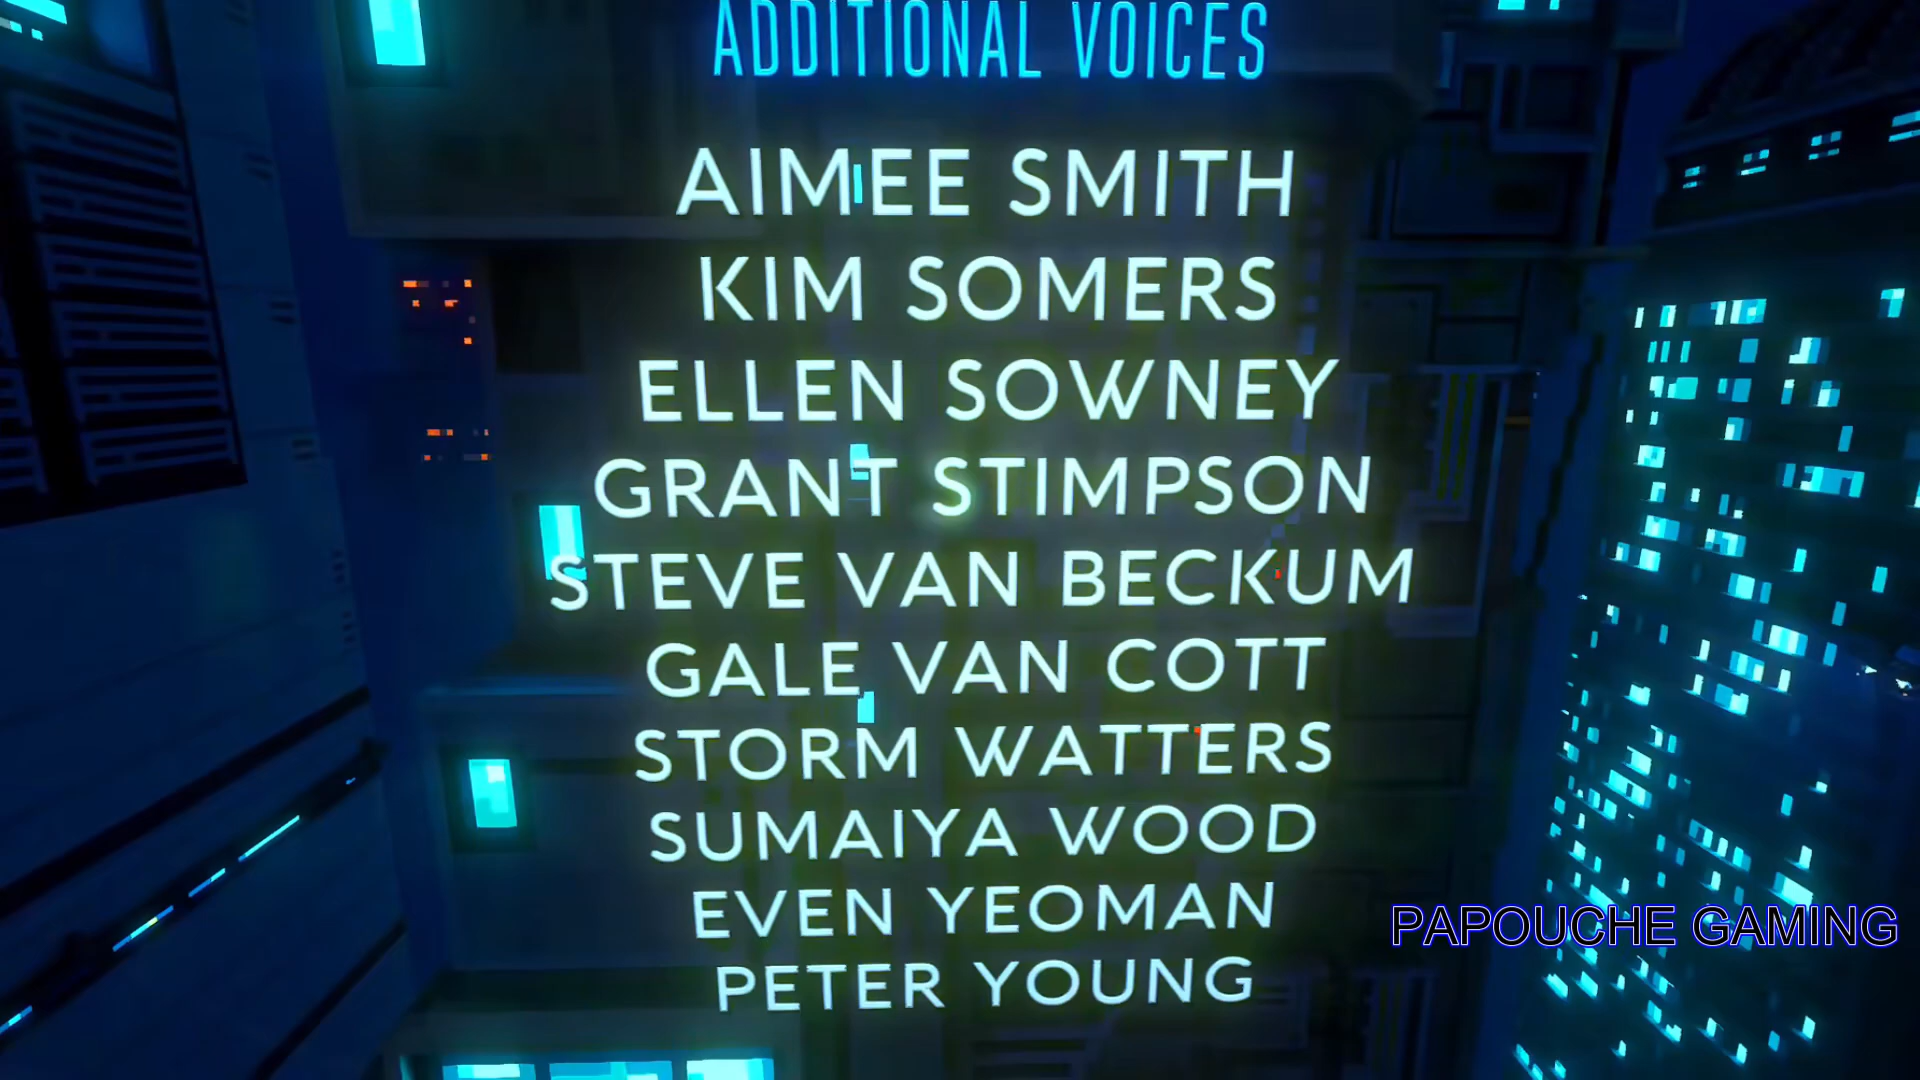 ADDITIONAL VOICES
AIMEE SMITH
KIM SOMERS
ELLEN SOWNEY
GRANT STIMPSON
STEVE VAN BECKUM
GALE VAN COTT
STORM WATTERS
SUMAIYA WOOD
EVEN YEOMAN
PETER YOUNG
PAPOUCHE GAMING